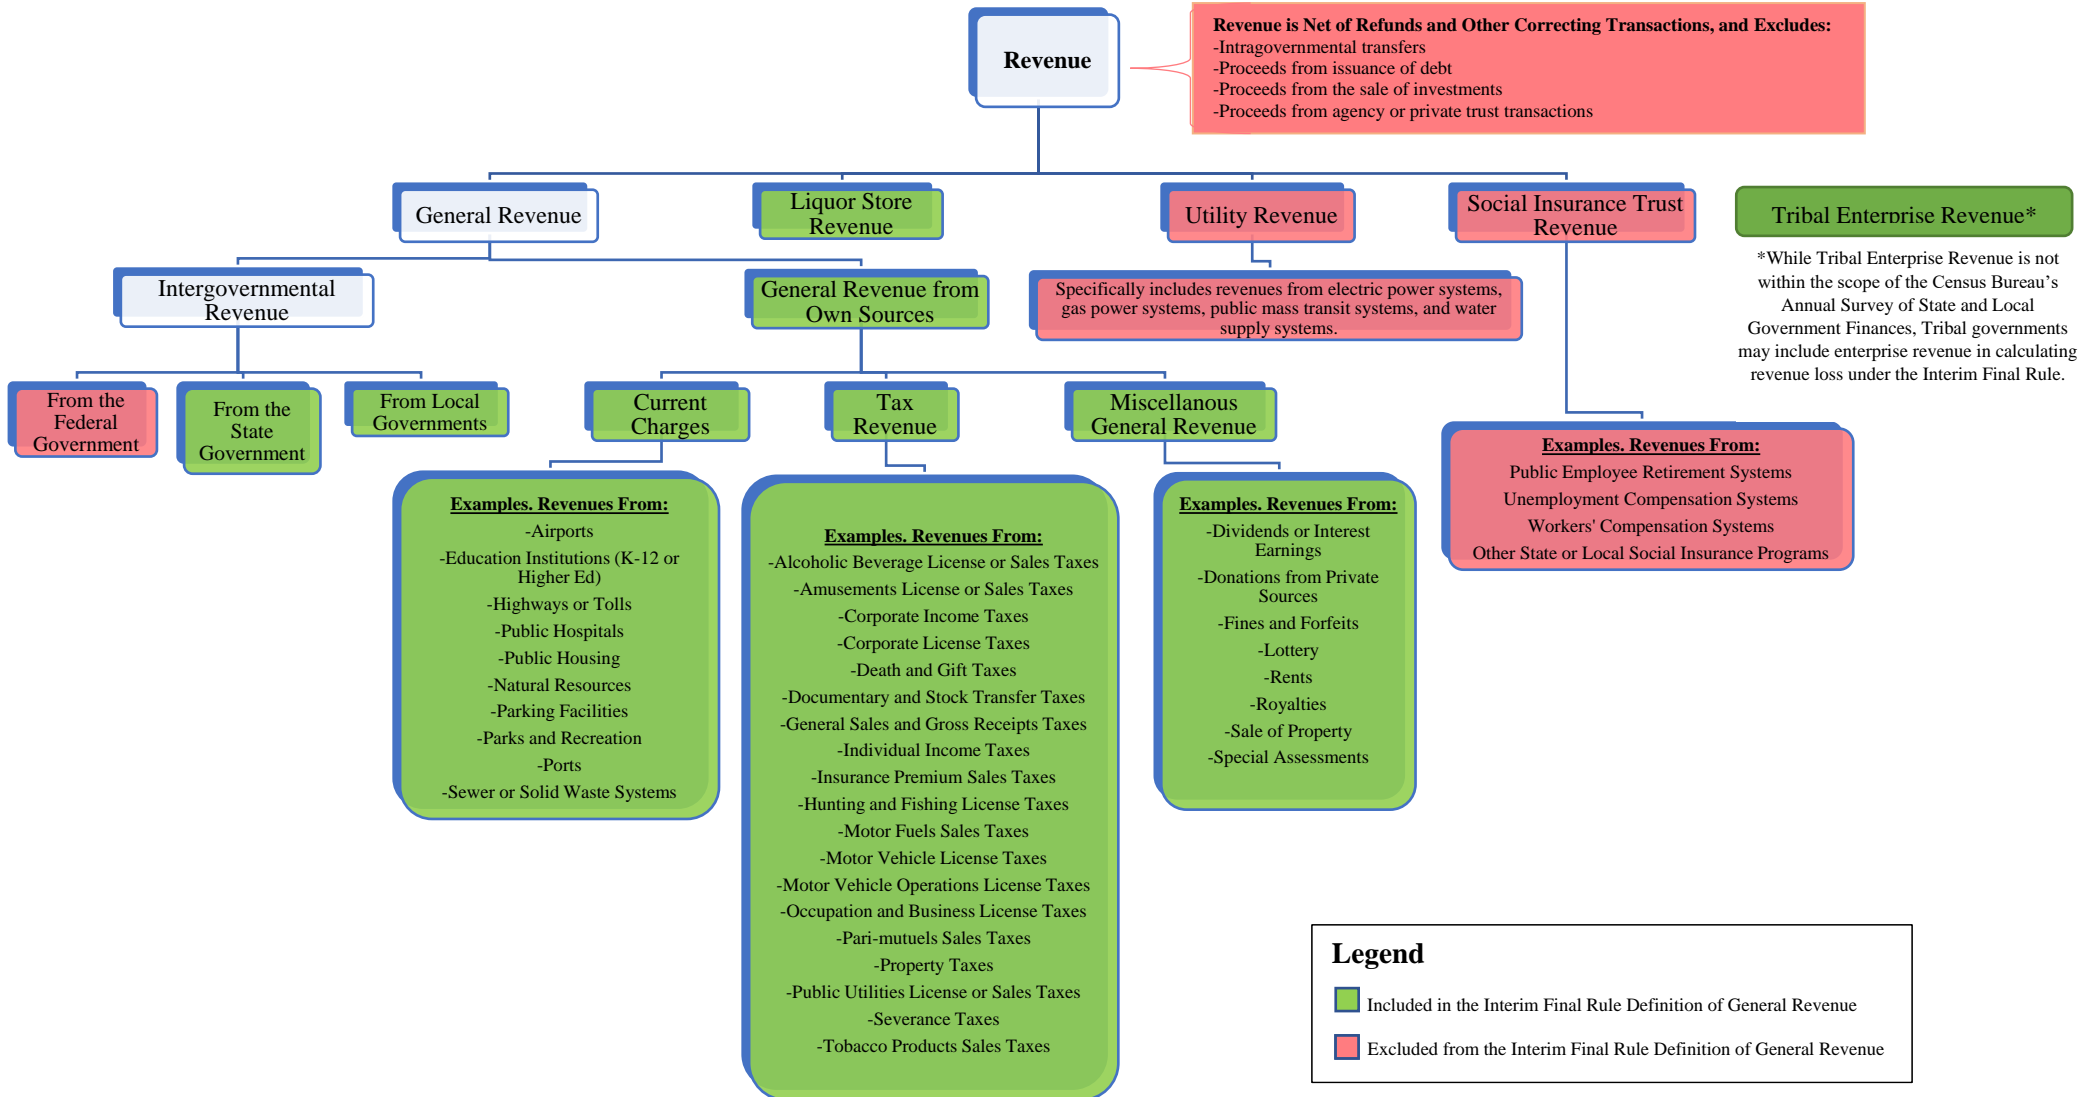 Revenue
Revenue is Net of Refunds and Other Correcting Transactions, and Excludes:
-Intragovernmental transfers
-Proceeds from issuance of debt
-Proceeds from the sale of investments
-Proceeds from agency or private trust transactions
General Revenue
Liquor Store
Revenue
Utility Revenue
Social Insurance Trust
Revenue
Tribal Enterprise Revenue*
*While Tribal Enterprise Revenue is not
within the scope of the Census Bureau’s
Annual Survey of State and Local
Government Finances, Tribal governments
may include enterprise revenue in calculating
revenue loss under the Interim Final Rule.
Intergovernmental
Revenue
General Revenue from
Own Sources
Specifically includes revenues from electric power systems,
gas power systems, public mass transit systems, and water
supply systems.
From the
Federal
Government
From the
State
Government
From Local
Governments
Current
Charges
Tax
Revenue
Miscellanous
General Revenue
Examples. Revenues From:
-Airports
-Education Institutions (K-12 or
Higher Ed)
-Highways or Tolls
-Public Hospitals
-Public Housing
-Natural Resources
-Parking Facilities
-Parks and Recreation
-Ports
-Sewer or Solid Waste Systems
Examples. Revenues From:
-Alcoholic Beverage License or Sales Taxes
-Amusements License or Sales Taxes
-Corporate Income Taxes
-Corporate License Taxes
-Death and Gift Taxes
-Documentary and Stock Transfer Taxes
-General Sales and Gross Receipts Taxes
-Individual Income Taxes
-Insurance Premium Sales Taxes
-Hunting and Fishing License Taxes
-Motor Fuels Sales Taxes
-Motor Vehicle License Taxes
-Motor Vehicle Operations License Taxes
-Occupation and Business License Taxes
-Pari-mutuels Sales Taxes
-Property Taxes
-Public Utilities License or Sales Taxes
-Severance Taxes
-Tobacco Products Sales Taxes
Examples. Revenues From:
-Dividends or Interest
Earnings
-Donations from Private
Sources
-Fines and Forfeits
-Lottery
-Rents
-Royalties
-Sale of Property
-Special Assessments
Examples. Revenues From:
Public Employee Retirement Systems
Unemployment Compensation Systems
Workers' Compensation Systems
Other State or Local Social Insurance Programs
Legend
Included in the Interim Final Rule Definition of General Revenue
Excluded from the Interim Final Rule Definition of General Revenue